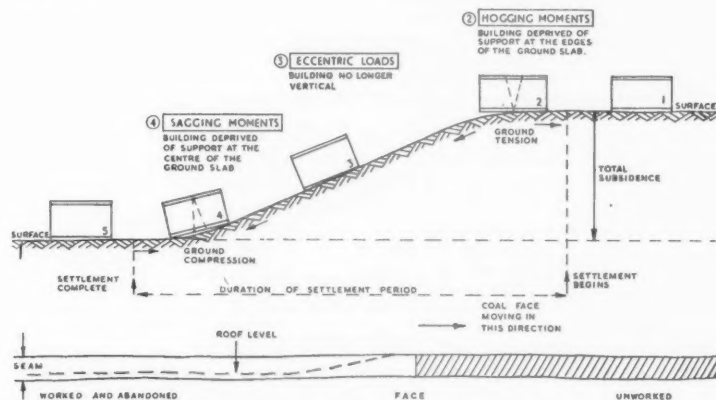 ② HOGGING MOMENTS
BUILDING DEPRIVED OF
SUPPORT AT THE EDGES
OF THE GROUND SLAB.
③ ECCENTRIC LOADS
BUILDING NO LONGER
VERTICAL
④ SAGGING MOMENTS
BUILDING DEPRIVED
OF SUPPORT AT THE
CENTRE OF THE
GROUND SLAB
2
1
SURFACE
GROUND
TENSION
3
TOTAL
SUBSIDENCE
5
4
SURFACE
GROUND
COMPRESSION
SETTLEMENT
COMPLETE
DURATION OF SETTLEMENT PERIOD
SETTLEMENT
BEGINS
COAL FACE
MOVING IN
THIS DIRECTION
ROOF LEVEL
SEAM
WORKED AND ABANDONED
FACE
UNWORKED